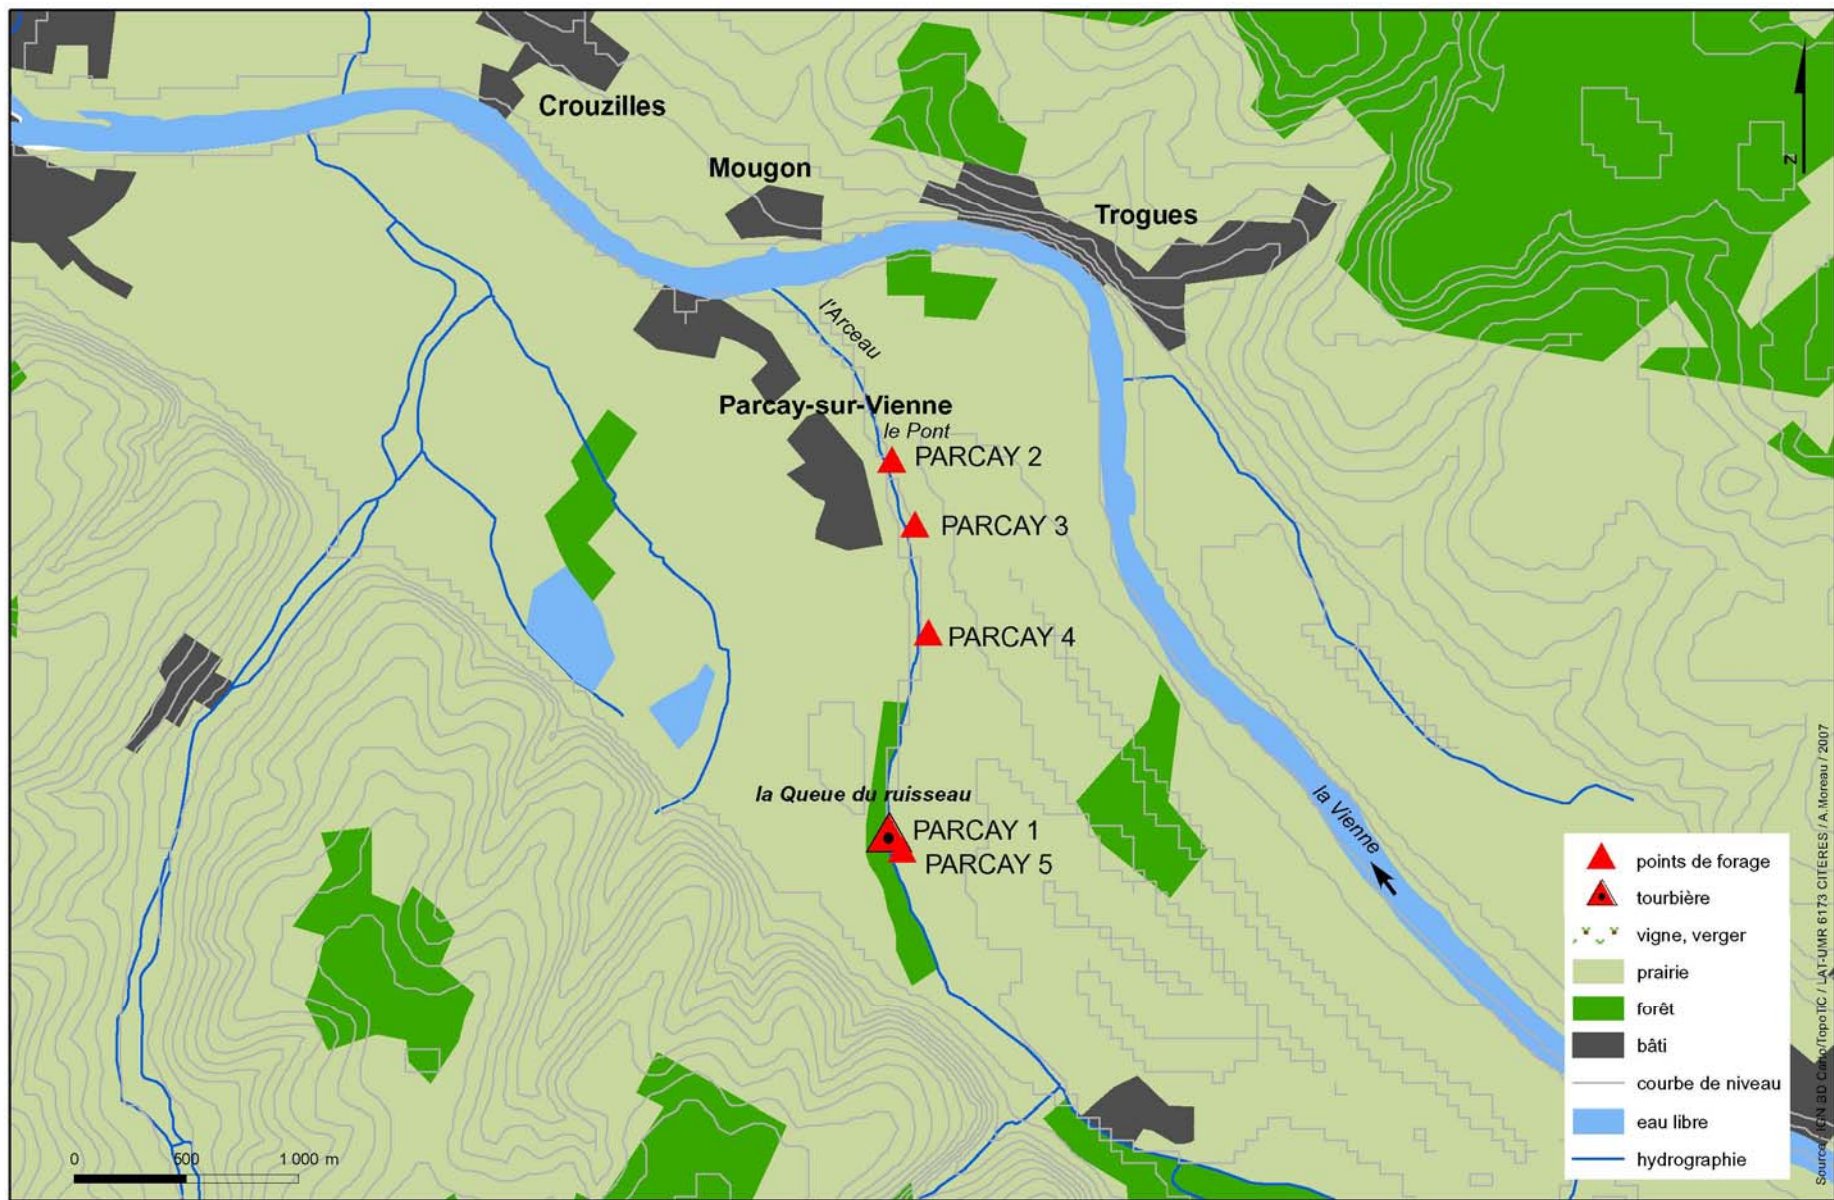 Crouzilles
Mougon
Trogues
l'Arceau
Parcay-sur-Vienne
le Pont
PARCAY 2
PARCAY 3
PARCAY 4
la Queue du ruisseau
PARCAY 1
PARCAY 5
la Vienne
N
points de forage
tourbière
vigne, verger
prairie
forêt
bâti
courbe de niveau
eau libre
hydrographie
0 500 1 000 m
Source : IGN BD Carto/TopoTiC / LAT-UMR 6173 CITERES / A.Moreau / 2007